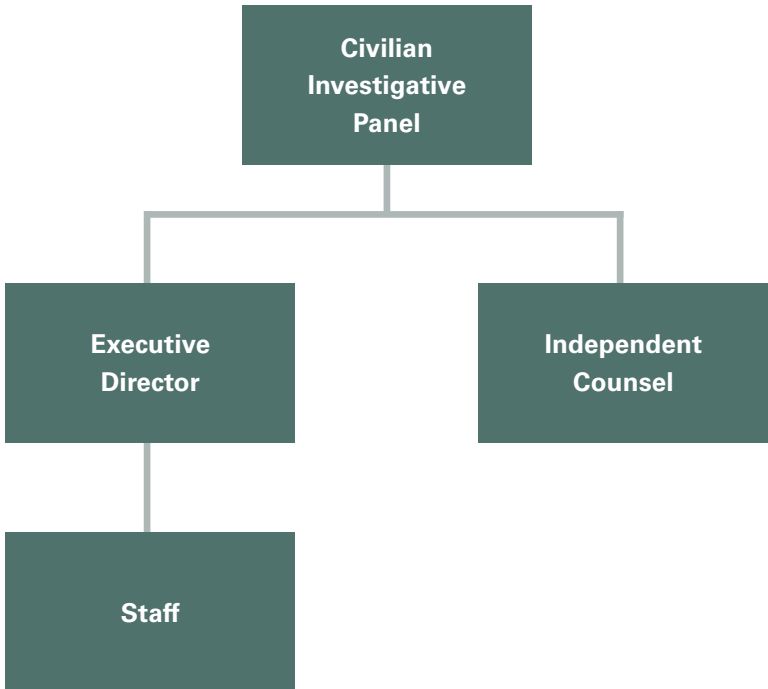 Civilian
Investigative
Panel
Executive
Director
Independent
Counsel
Staff